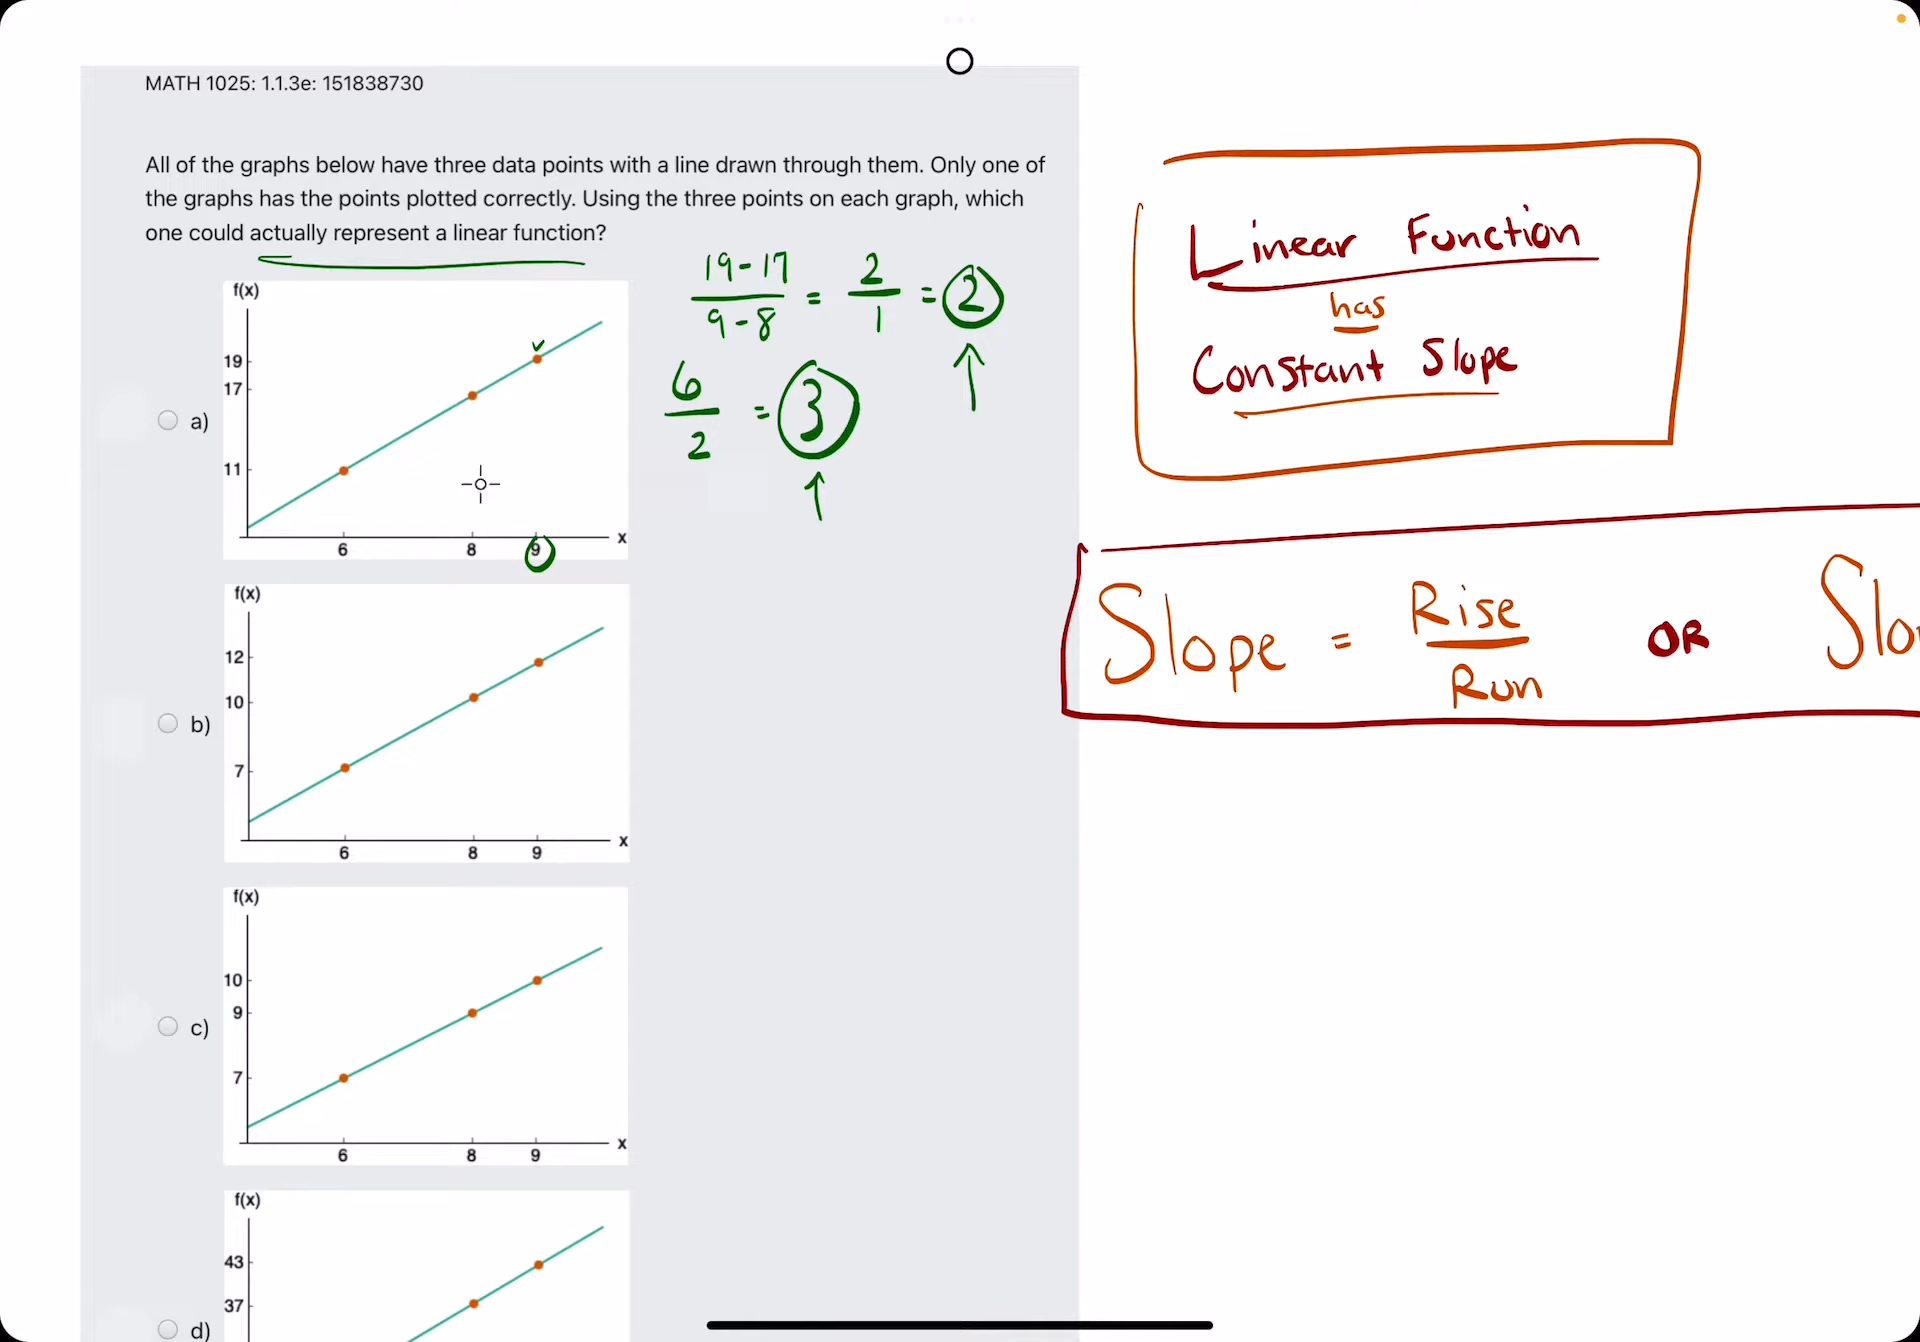 MATH 1025: 1.1.3e: 151838730
All of the graphs below have three data points with a line drawn through them. Only one of
the graphs has the points plotted correctly. Using the three points on each graph, which
one could actually represent a linear function?
a)
f(x)
19
17
11
6 8 9 x
19-17 / 9-8 = 2/1 = 2
6/2 = 3
b)
f(x)
12
10
7
6 8 9 x
c)
f(x)
10
9
7
6 8 9 x
d)
f(x)
43
37
Linear Function
has
Constant Slope
Slope = Rise / Run OR Slo